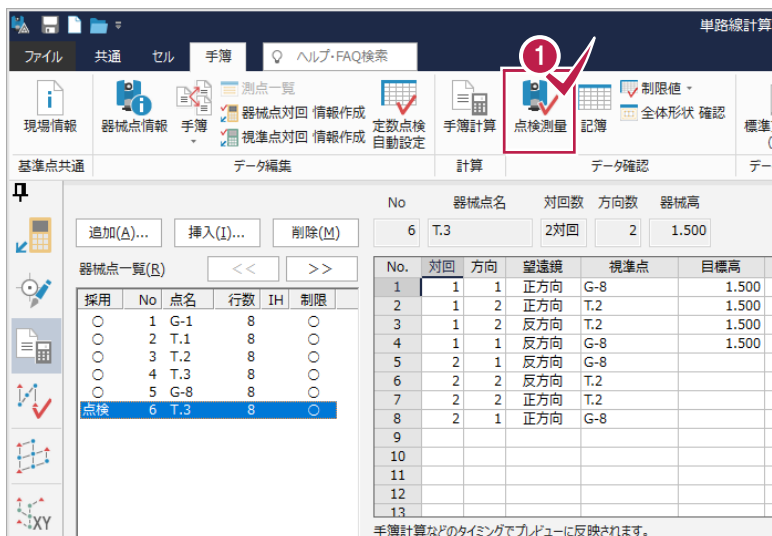 単路線計算
ファイル 共通 セル 手簿 ヘルプ・FAQ検索
1
現場情報
器械点情報
手簿
測点一覧
器械点対回 情報作成
視準点対回 情報作成
定数点検
自動設定
手簿計算
点検測量
記簿
制限値
全体形状 確認
標準
基準点共通 データ編集 計算 データ確認 デー
No 器械点名 対回数 方向数 器械高
追加(A)... 挿入(I)... 削除(M) 6 T.3 2対回 2 1.500
器械点一覧(R) << >>
採用 No 点名 行数 IH 制限
○ 1 G-1 8 ○
○ 2 T.1 8 ○
○ 3 T.2 8 ○
○ 4 T.3 8 ○
○ 5 G-8 8 ○
点検 6 T.3 8 ○
No. 対回 方向 望遠鏡 視準点 目標高
1 1 1 正方向 G-8 1.500
2 1 2 正方向 T.2 1.500
3 1 2 反方向 T.2 1.500
4 1 1 反方向 G-8 1.500
5 2 1 反方向 G-8
6 2 2 反方向 T.2
7 2 2 正方向 T.2
8 2 1 正方向 G-8
9
10
11
12
13
手簿計算などのタイミングでプレビューに反映されます。
XY